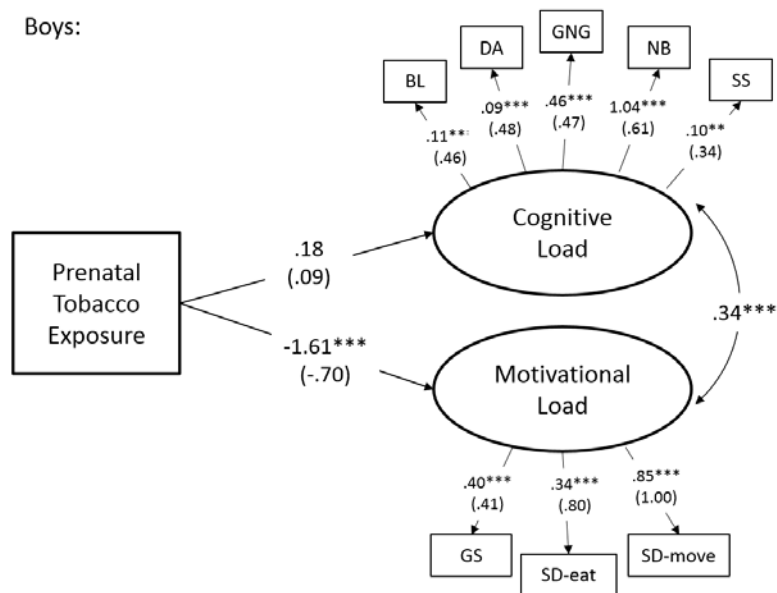 Boys:
BL
DA
GNG
NB
SS
.11**
(.46)
.09***
(.48)
.46***
(.47)
1.04***
(.61)
.10**
(.34)
Cognitive
Load
Prenatal
Tobacco
Exposure
.18
(.09)
-1.61***
(-.70)
.34***
Motivational
Load
.40***
(.41)
.34***
(.80)
.85***
(1.00)
GS
SD-eat
SD-move